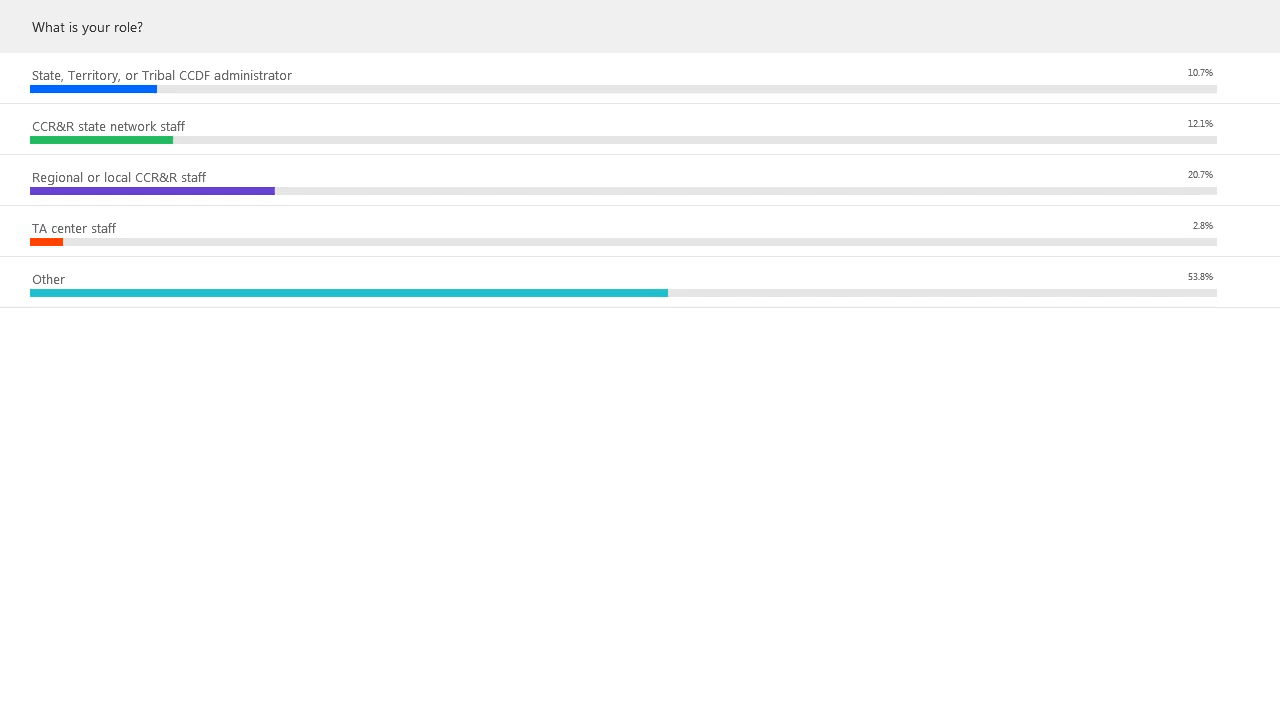 What is your role?
State, Territory, or Tribal CCDF administrator 10.7%
CCR&R state network staff 12.1%
Regional or local CCR&R staff 20.7%
TA center staff 2.8%
Other 53.8%